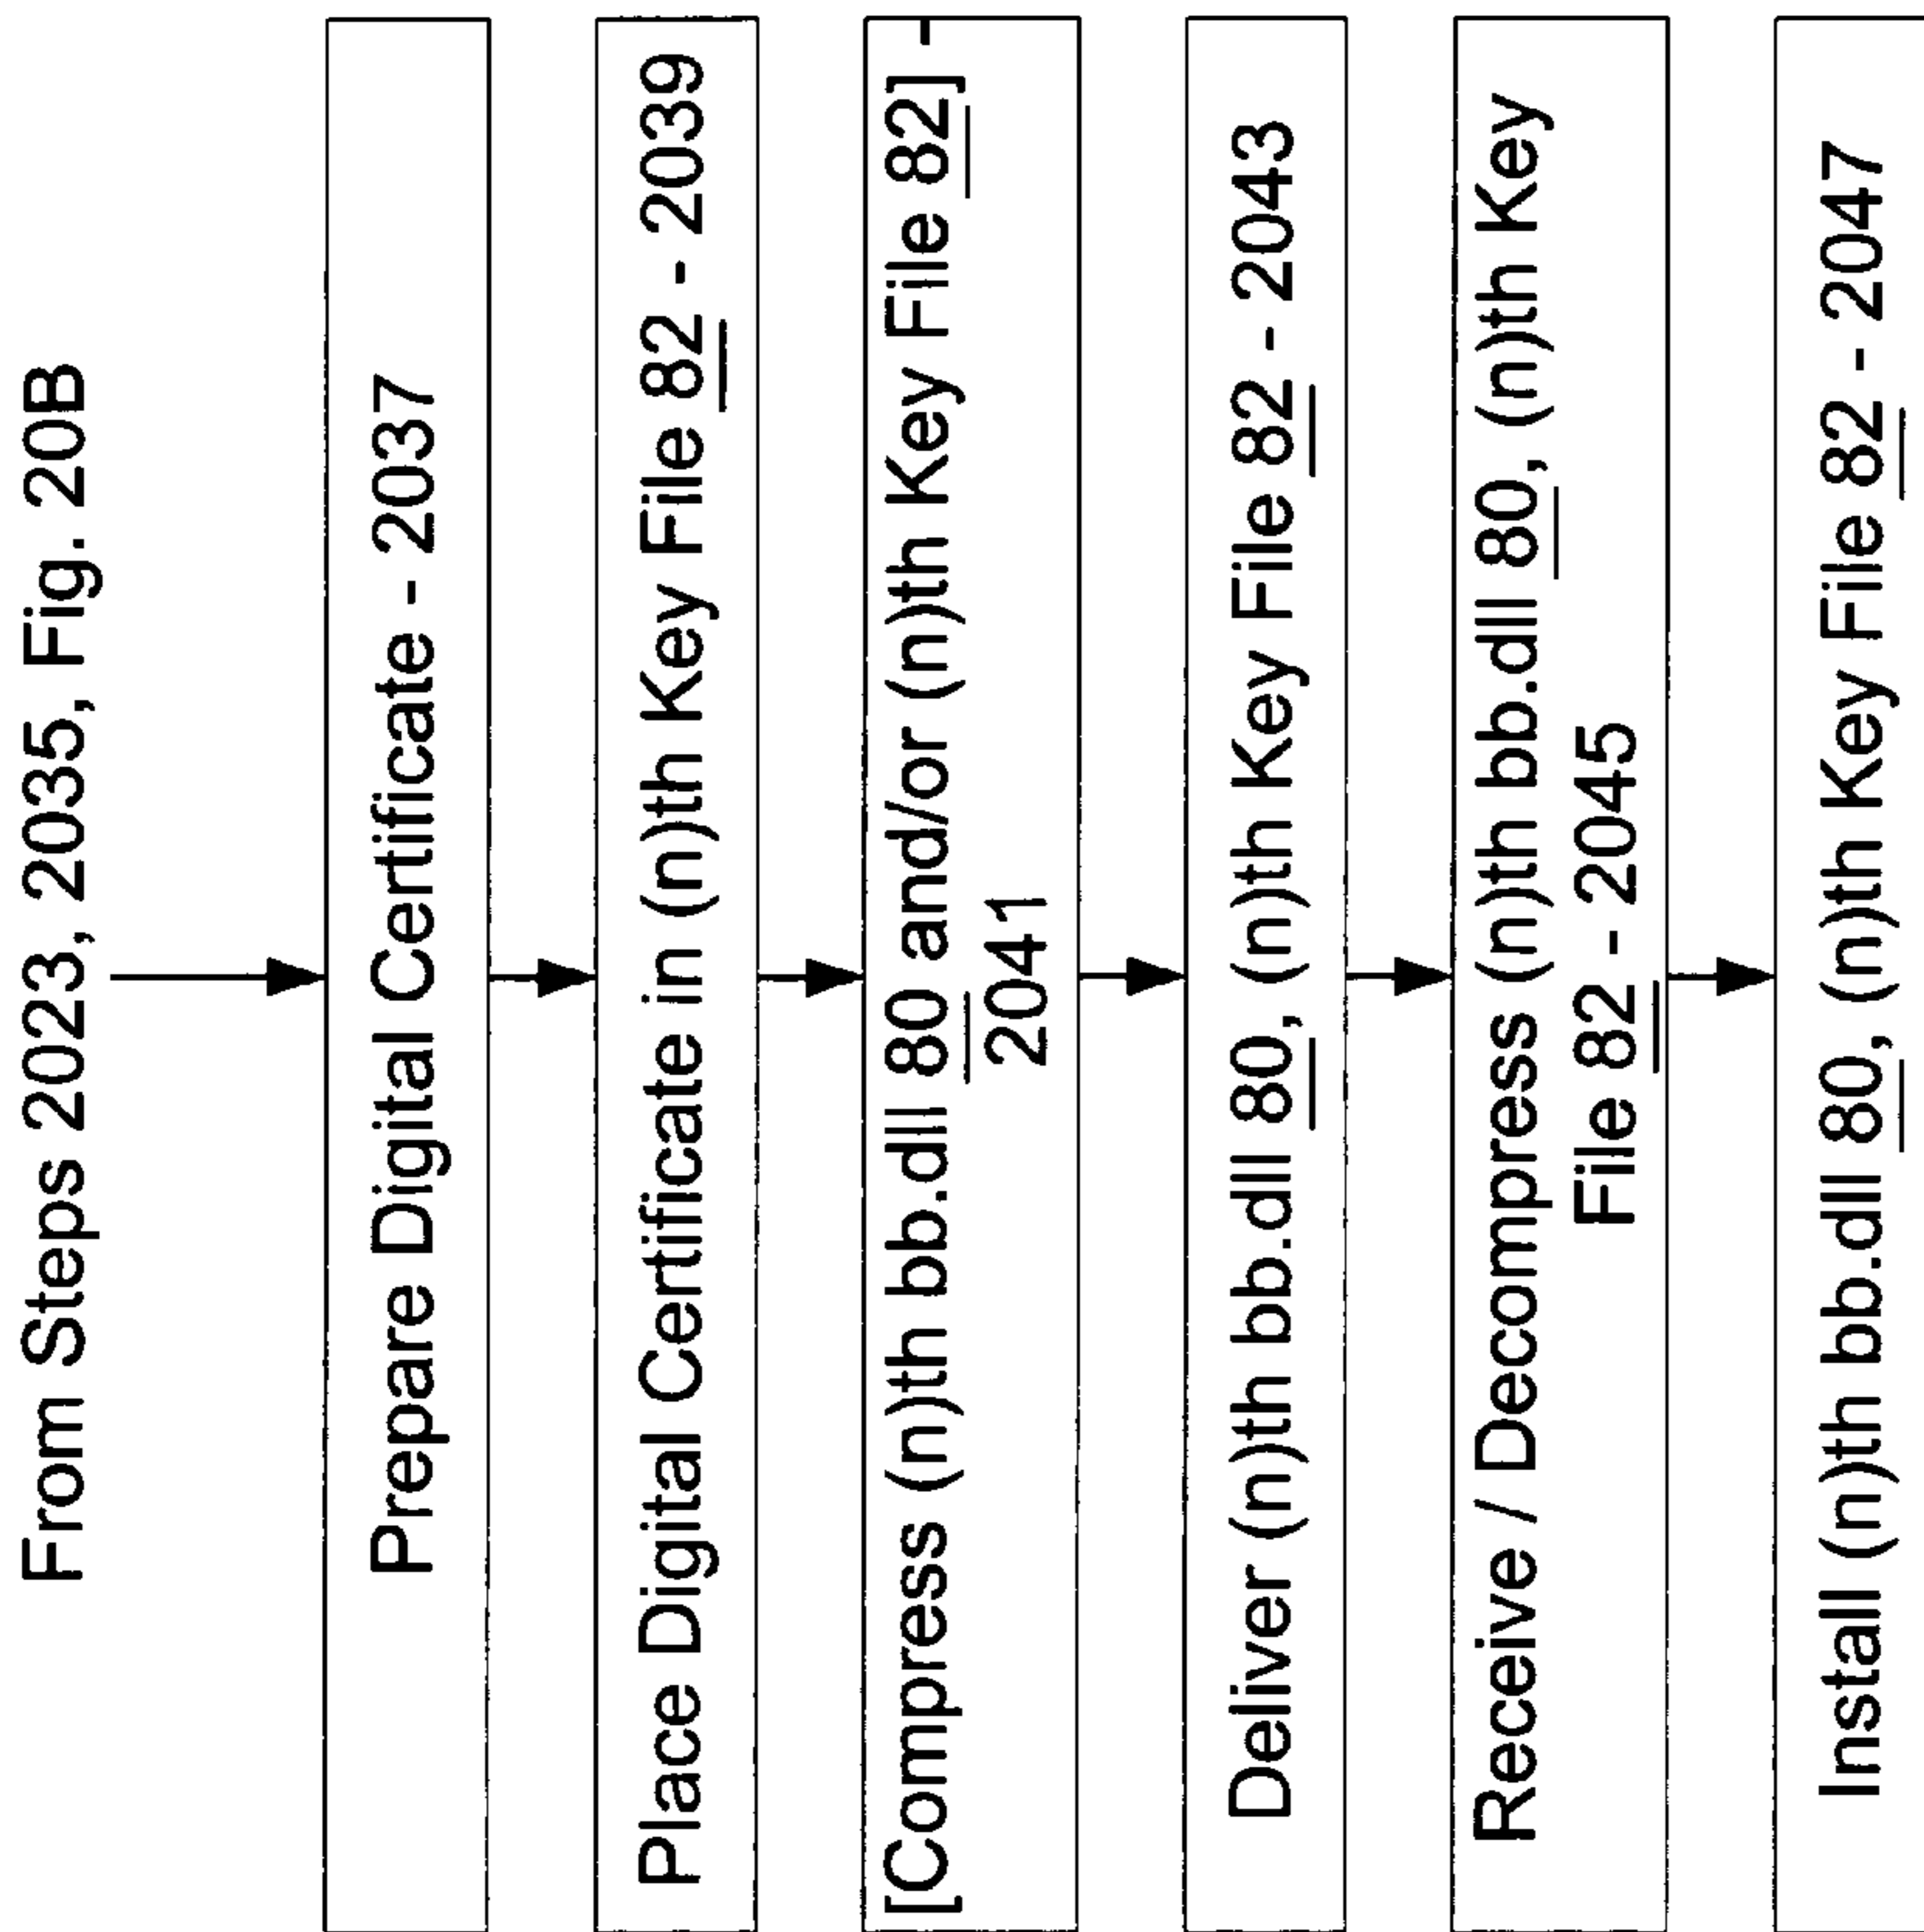 From Steps 2023, 2035, Fig. 20B
Prepare Digital Certificate - 2037
Place Digital Certificate in (n)th Key File 82 - 2039
[Compress (n)th bb.dll 80 and/or (n)th Key File 82] -
2041
Deliver (n)th bb.dll 80, (n)th Key File 82 - 2043
Receive / Decompress (n)th bb.dll 80, (n)th Key
File 82 - 2045
Install (n)th bb.dll 80, (n)th Key File 82 - 2047